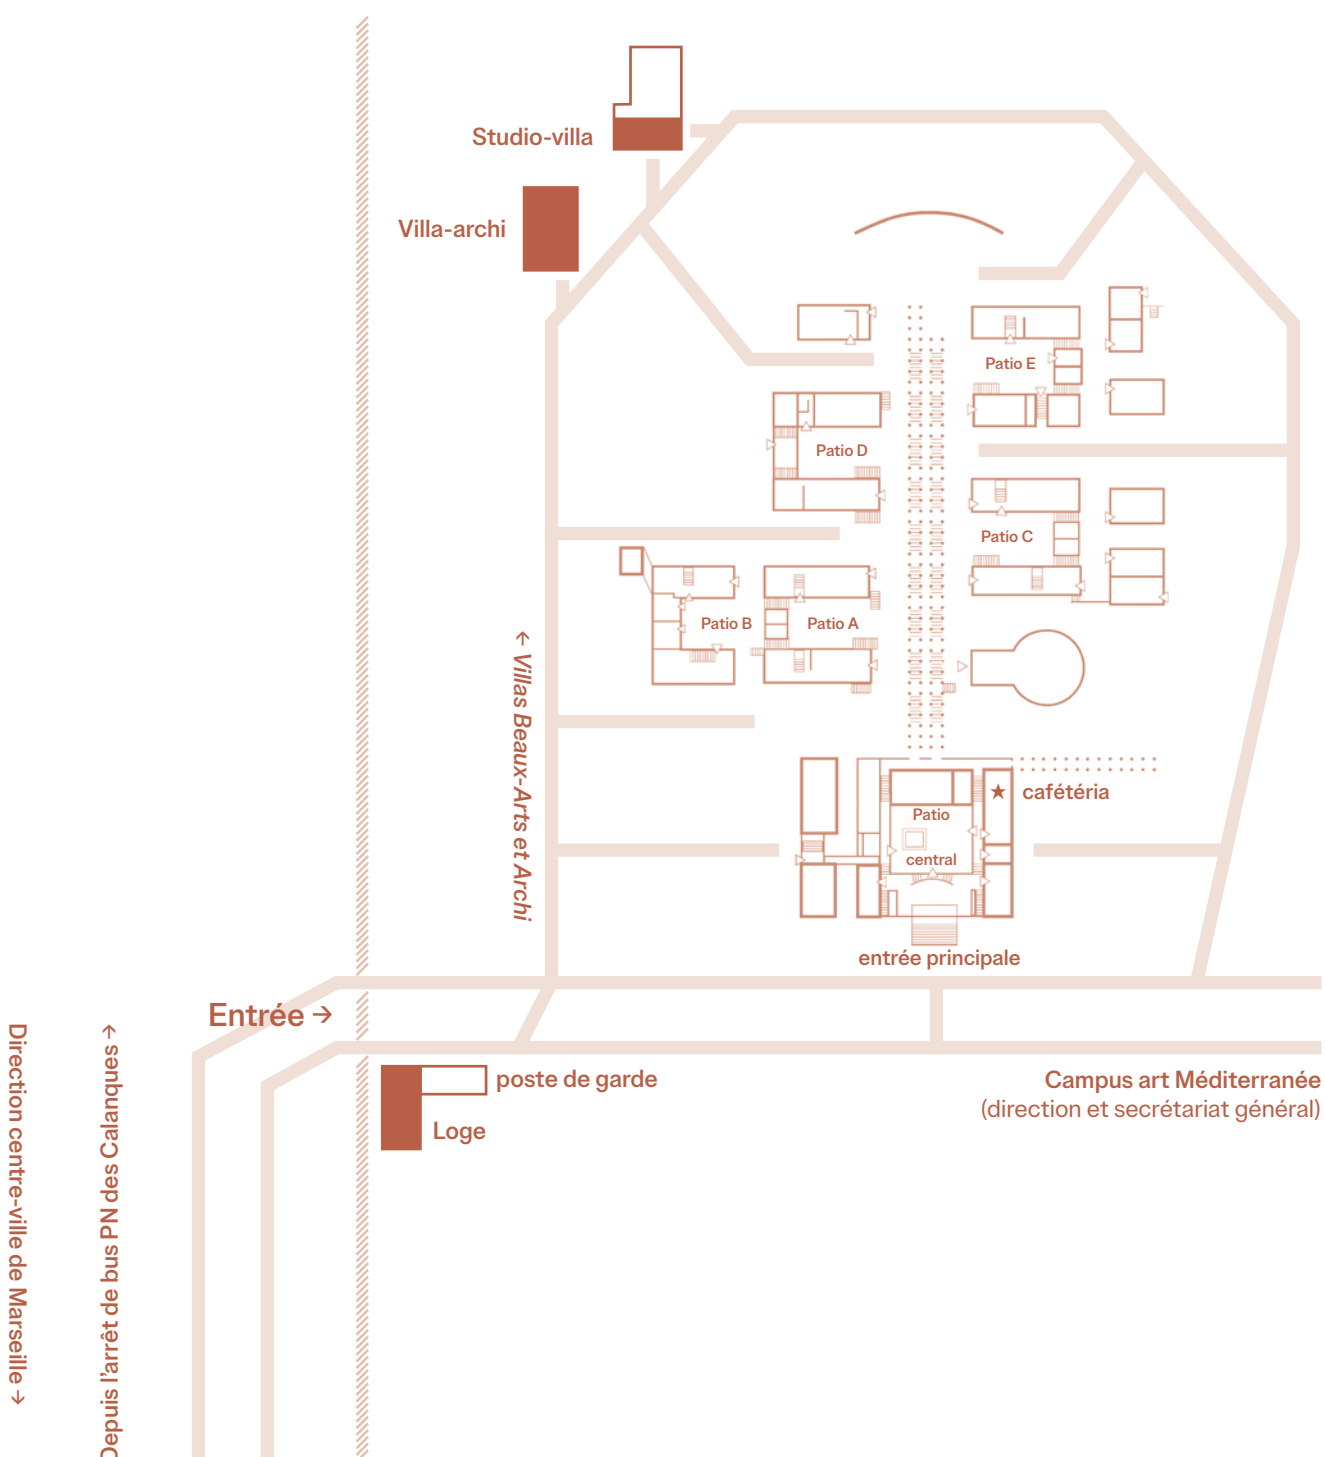 Studio-villa
Villa-archi
Patio E
Patio D
Patio C
Patio B
Patio A
← Villas Beaux-Arts et Archi
★ cafétéria
Patio
central
entrée principale
Entrée →
poste de garde
Loge
Campus art Méditerranée
(direction et secrétariat général)
Direction centre-ville de Marseille →
Depuis l’arrêt de bus PN des Calanques →